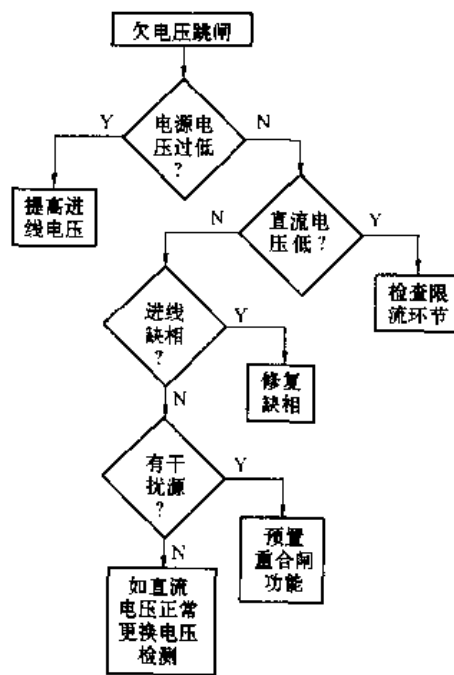 欠电压跳闸
电源电
压过低
?
Y
N
提高进
线电压
直流电
压低?
N
Y
检查限
流环节
进线
缺相
?
Y
N
修复
缺相
有干
扰源
?
Y
N
预置
重合闸
功能
如直流
电压正常
更换电压
检测